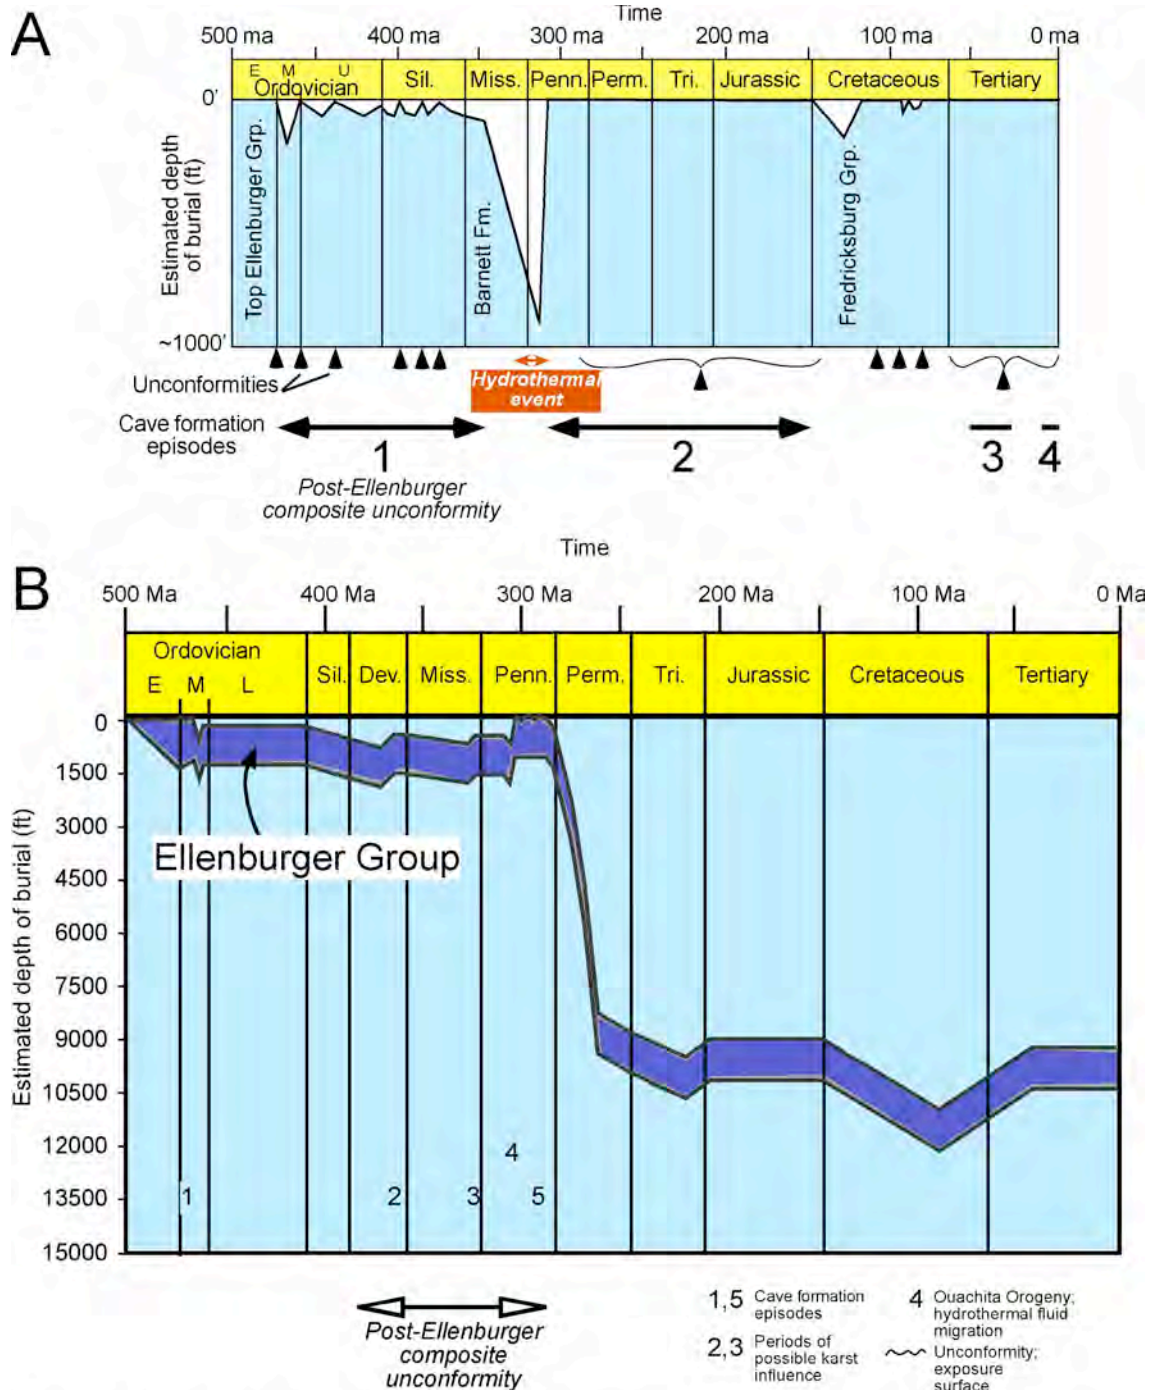 A
Time
500 ma 400 ma 300 ma 200 ma 100 ma 0 ma
E M U
Ordovician
Sil. Miss. Penn. Perm. Tri. Jurassic Cretaceous Tertiary
0'
Estimated depth
of burial (ft)
Top Ellenburger Grp.
Barnett Fm.
Fredricksburg Grp.
~1000'
Unconformities
Hydrothermal
event
Cave formation
episodes
1 2 3 4
Post-Ellenburger
composite unconformity
Time
B
500 Ma 400 Ma 300 Ma 200 Ma 100 Ma 0 Ma
Ordovician
E M L
Sil. Dev. Miss. Penn. Perm. Tri. Jurassic Cretaceous Tertiary
Estimated depth of burial (ft)
0
1500
3000
4500
6000
7500
9000
10500
12000
13500
15000
Ellenburger Group
4
1 2 3 5
Post-Ellenburger
composite
unconformity
1,5 Cave formation
episodes
2,3 Periods of
possible karst
influence
4 Ouachita Orogeny;
hydrothermal fluid
migration
Unconformity;
exposure
surface